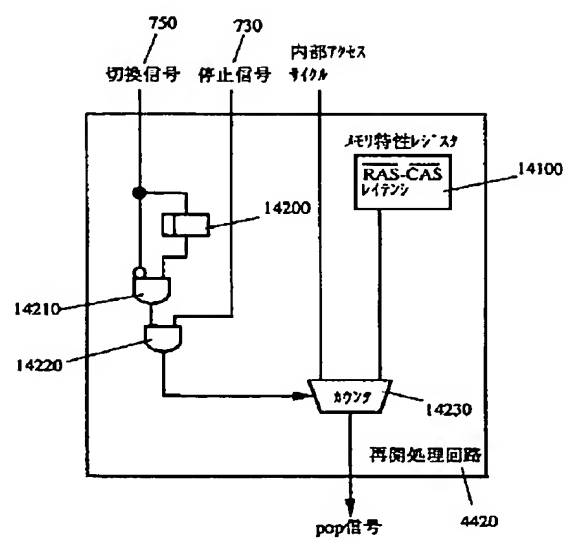 750
730
切換信号
停止信号
内部アクセス
サイクル
メモリ特性レジスタ
RAS-CAS
レイテンシ
14100
14200
14210
14220
カウンタ
14230
再開処理回路
4420
pop信号